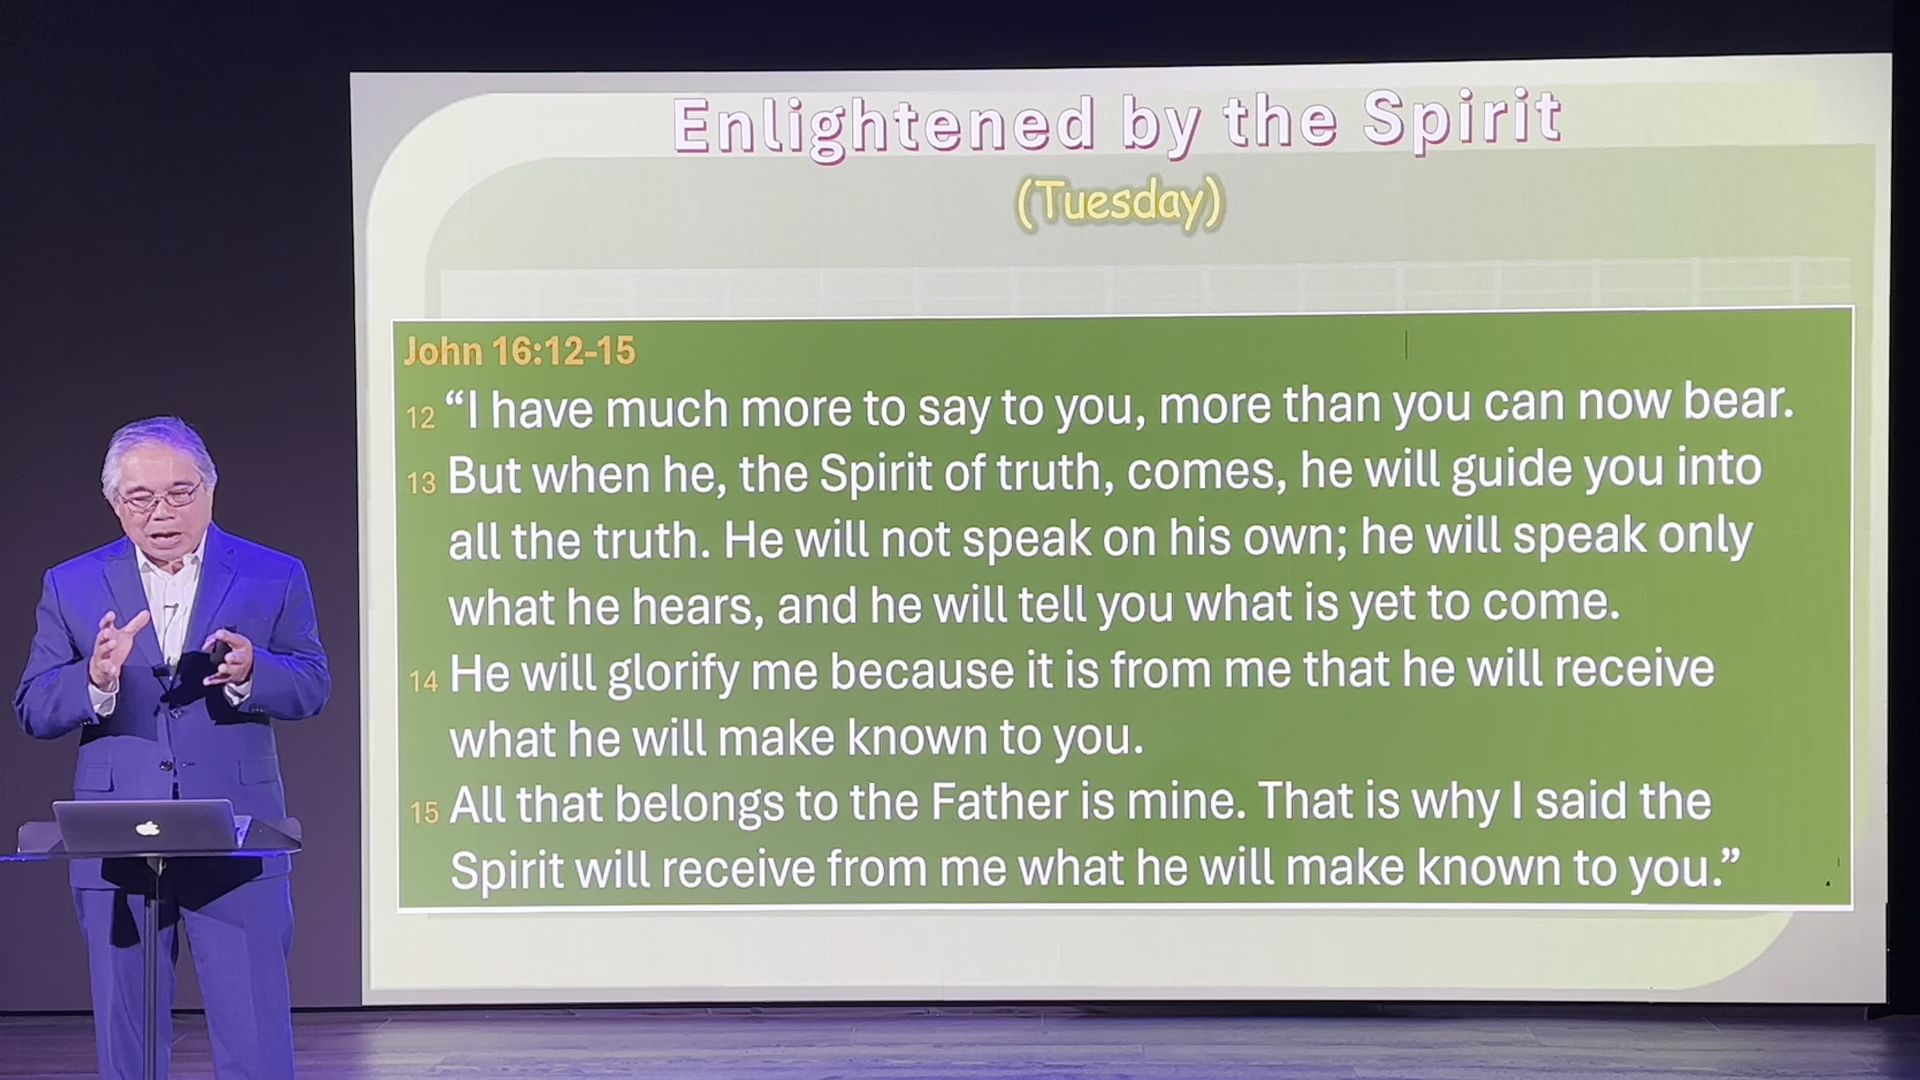 Enlightened by the Spirit
(Tuesday)
John 16:12-15
12 “I have much more to say to you, more than you can now bear.
13 But when he, the Spirit of truth, comes, he will guide you into
all the truth. He will not speak on his own; he will speak only
what he hears, and he will tell you what is yet to come.
14 He will glorify me because it is from me that he will receive
what he will make known to you.
15 All that belongs to the Father is mine. That is why I said the
Spirit will receive from me what he will make known to you.”